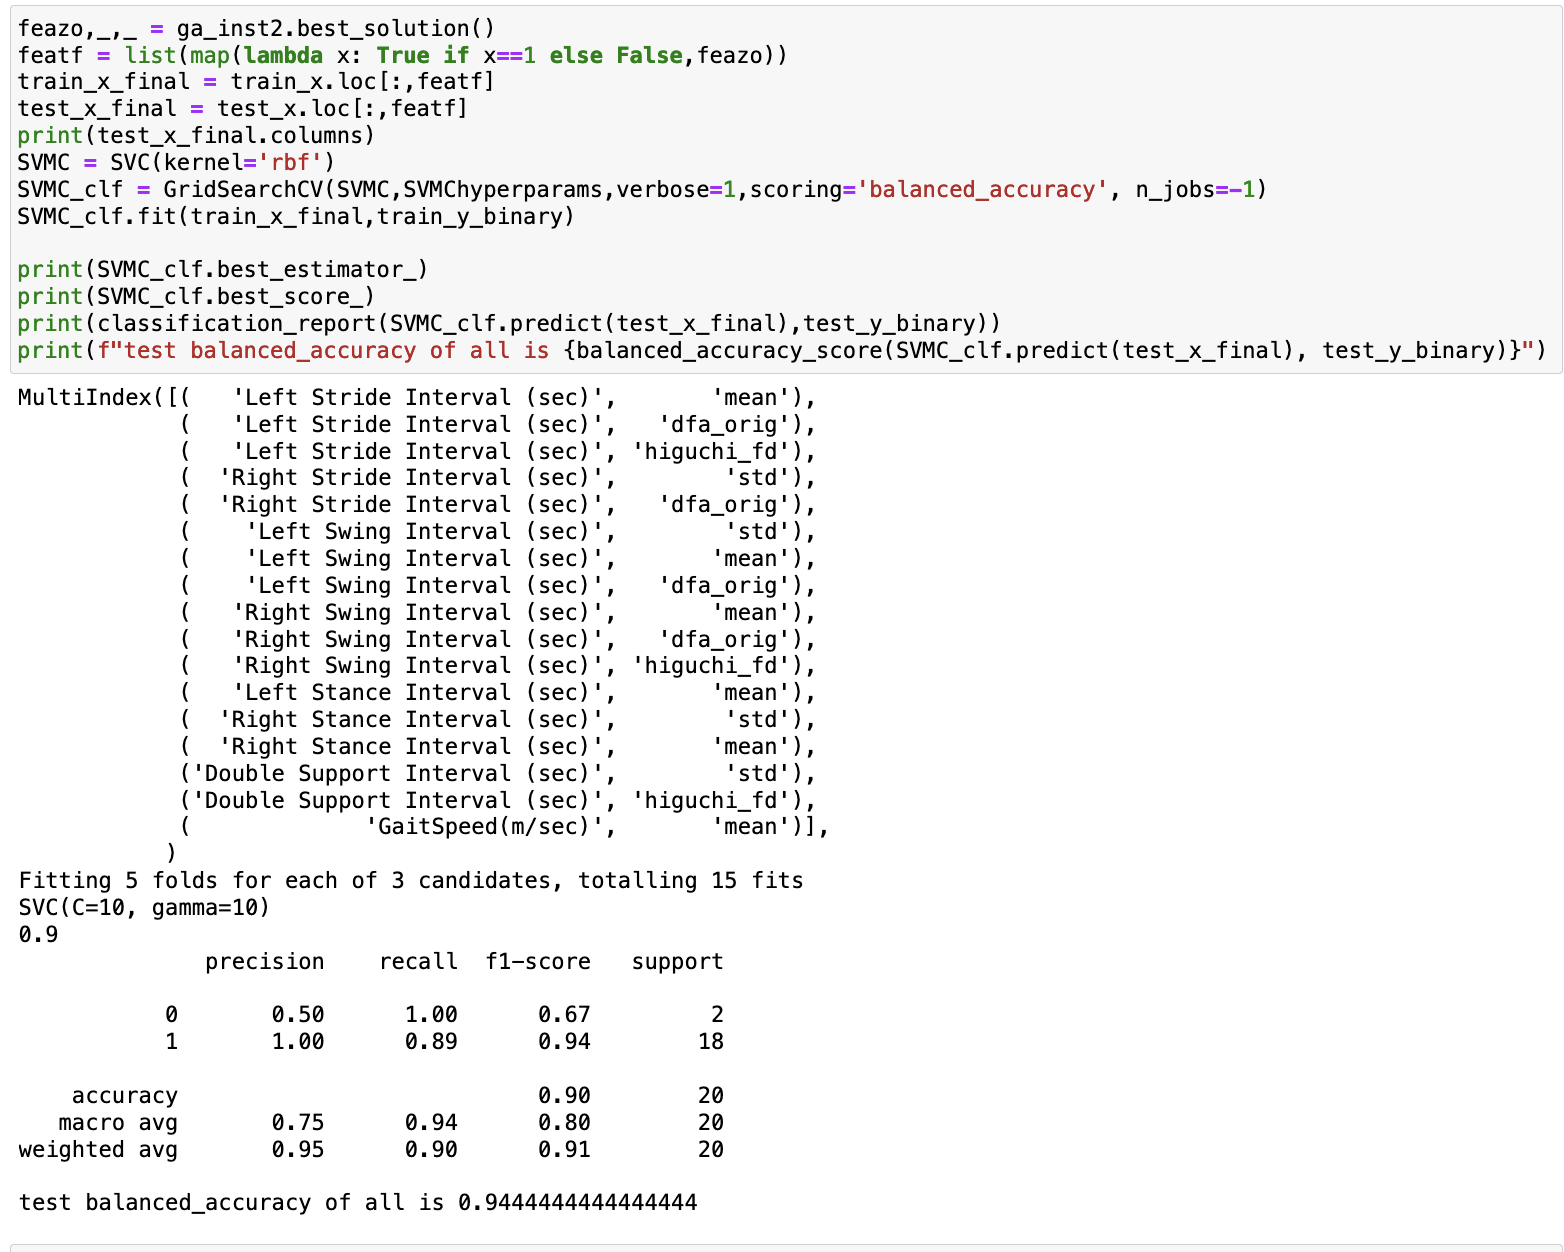 feazo,_,_ = ga_inst2.best_solution()
featf = list(map(lambda x: True if x==1 else False,feazo))
train_x_final = train_x.loc[:,featf]
test_x_final = test_x.loc[:,featf]
print(test_x_final.columns)
SVMC = SVC(kernel='rbf')
SVMC_clf = GridSearchCV(SVMC,SVMChyperparams,verbose=1,scoring='balanced_accuracy', n_jobs=-1)
SVMC_clf.fit(train_x_final,train_y_binary)

print(SVMC_clf.best_estimator_)
print(SVMC_clf.best_score_)
print(classification_report(SVMC_clf.predict(test_x_final),test_y_binary))
print(f"test balanced_accuracy of all is {balanced_accuracy_score(SVMC_clf.predict(test_x_final), test_y_binary)}")
MultiIndex([(   'Left Stride Interval (sec)',       'mean'),
            (   'Left Stride Interval (sec)',   'dfa_orig'),
            (   'Left Stride Interval (sec)', 'higuchi_fd'),
            (  'Right Stride Interval (sec)',        'std'),
            (  'Right Stride Interval (sec)',   'dfa_orig'),
            (    'Left Swing Interval (sec)',        'std'),
            (    'Left Swing Interval (sec)',       'mean'),
            (    'Left Swing Interval (sec)',   'dfa_orig'),
            (   'Right Swing Interval (sec)',       'mean'),
            (   'Right Swing Interval (sec)',   'dfa_orig'),
            (   'Right Swing Interval (sec)', 'higuchi_fd'),
            (   'Left Stance Interval (sec)',       'mean'),
            (  'Right Stance Interval (sec)',        'std'),
            (  'Right Stance Interval (sec)',       'mean'),
            ('Double Support Interval (sec)',        'std'),
            ('Double Support Interval (sec)', 'higuchi_fd'),
            (             'GaitSpeed(m/sec)',       'mean')],
           )
Fitting 5 folds for each of 3 candidates, totalling 15 fits
SVC(C=10, gamma=10)
0.9
              precision    recall  f1-score   support

           0       0.50      1.00      0.67         2
           1       1.00      0.89      0.94        18

    accuracy                           0.90        20
   macro avg       0.75      0.94      0.80        20
weighted avg       0.95      0.90      0.91        20

test balanced_accuracy of all is 0.9444444444444444